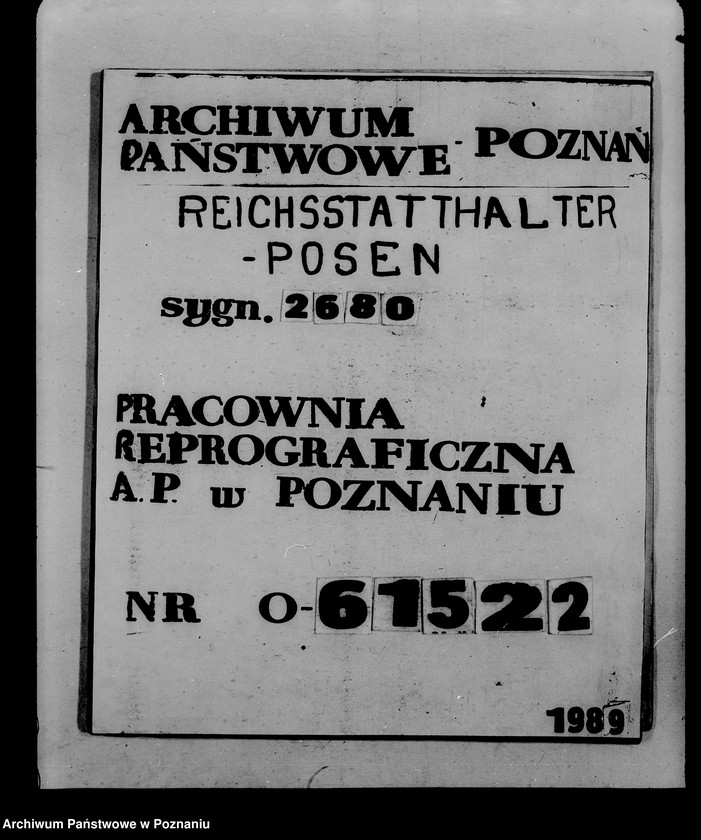 ARCHIWUM
PAŃSTWOWE - POZNAŃ
REICHSSTATTHALTER
-POSEN
sygn. 2680
PRACOWNIA
REPROGRAFICZNA
A.P. w POZNANIU
NR O-61522
1989
Archiwum Państwowe w Poznaniu